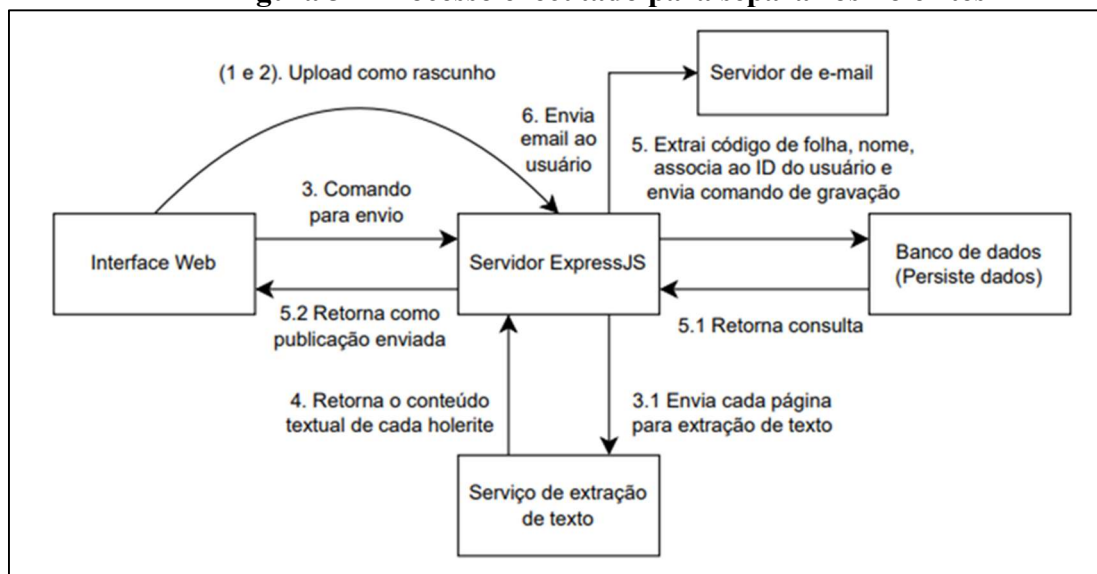 (1 e 2). Upload como rascunho
Servidor de e-mail
6. Envia
email ao
usuário
5. Extrai código de folha, nome,
associa ao ID do usuário e
envia comando de gravação
3. Comando
para envio
Interface Web
Servidor ExpressJS
Banco de dados
(Persiste dados)
5.2 Retorna como
publicação enviada
5.1 Retorna consulta
4. Retorna o conteúdo
textual de cada holerite
3.1 Envia cada página
para extração de texto
Serviço de extração
de texto